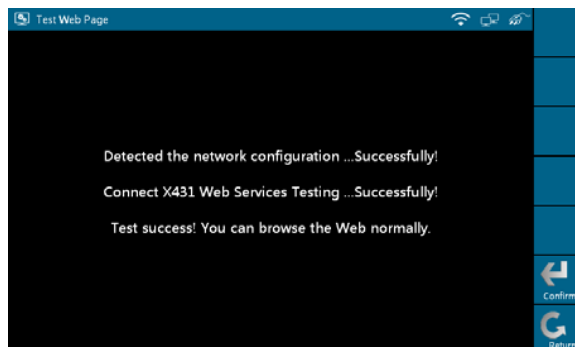 Test Web Page
Detected the network configuration ...Successfully!
Connect X431 Web Services Testing ...Successfully!
Test success! You can browse the Web normally.
Confirm
Return